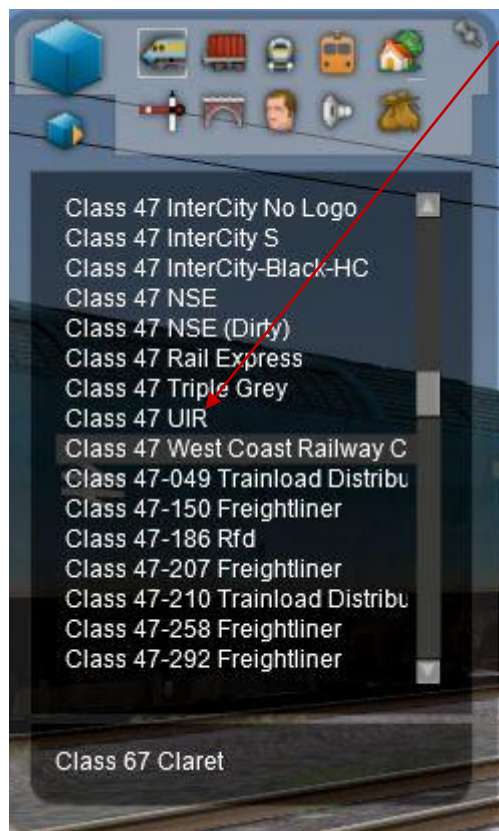 Class 47 InterCity No Logo
Class 47 InterCity S
Class 47 InterCity-Black-HC
Class 47 NSE
Class 47 NSE (Dirty)
Class 47 Rail Express
Class 47 Triple Grey
Class 47 UIR
Class 47 West Coast Railway C
Class 47-049 Trainload Distribu
Class 47-150 Freightliner
Class 47-186 Rfd
Class 47-207 Freightliner
Class 47-210 Trainload Distribu
Class 47-258 Freightliner
Class 47-292 Freightliner
Class 67 Claret